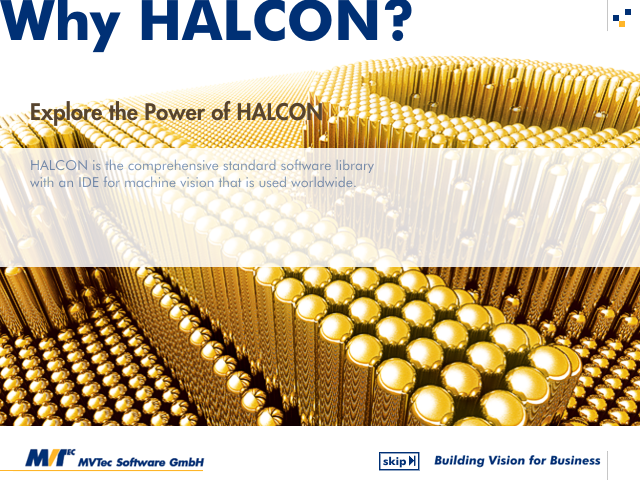 Why HALCON?
Explore the Power of HALCON
HALCON is the comprehensive standard software library
with an IDE for machine vision that is used worldwide.
MVTEC MVTec Software GmbH
skip
Building Vision for Business